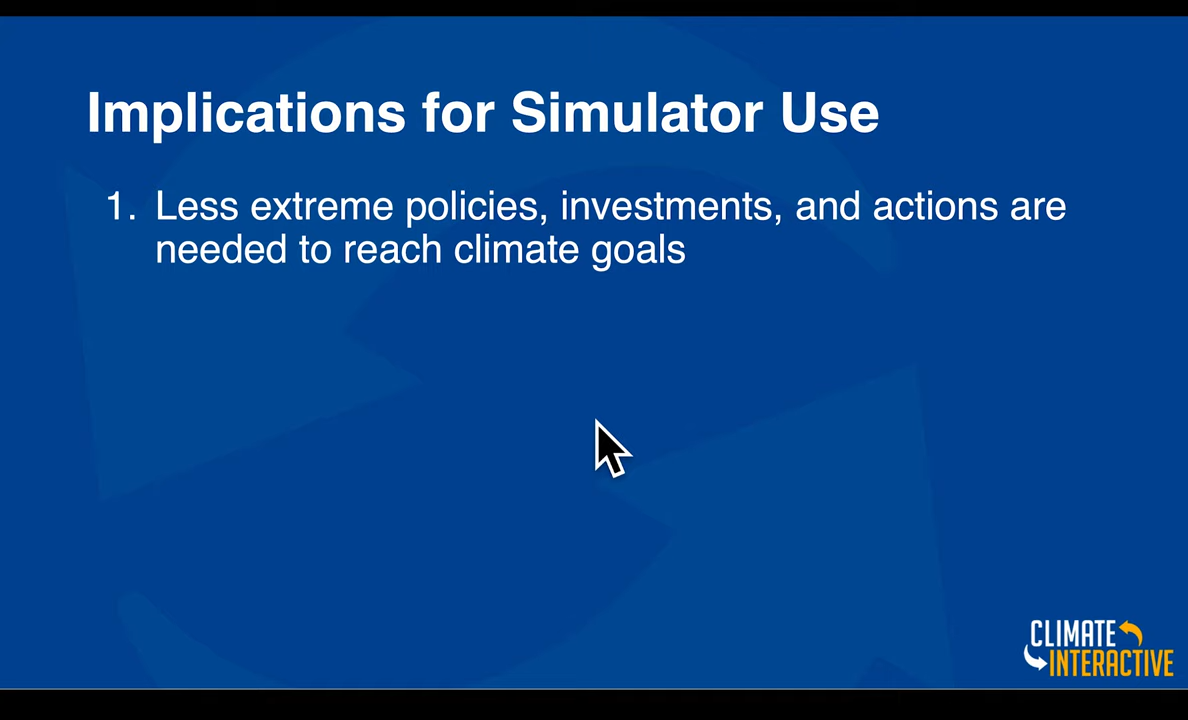 Implications for Simulator Use
1. Less extreme policies, investments, and actions are
needed to reach climate goals
CLIMATE
INTERACTIVE